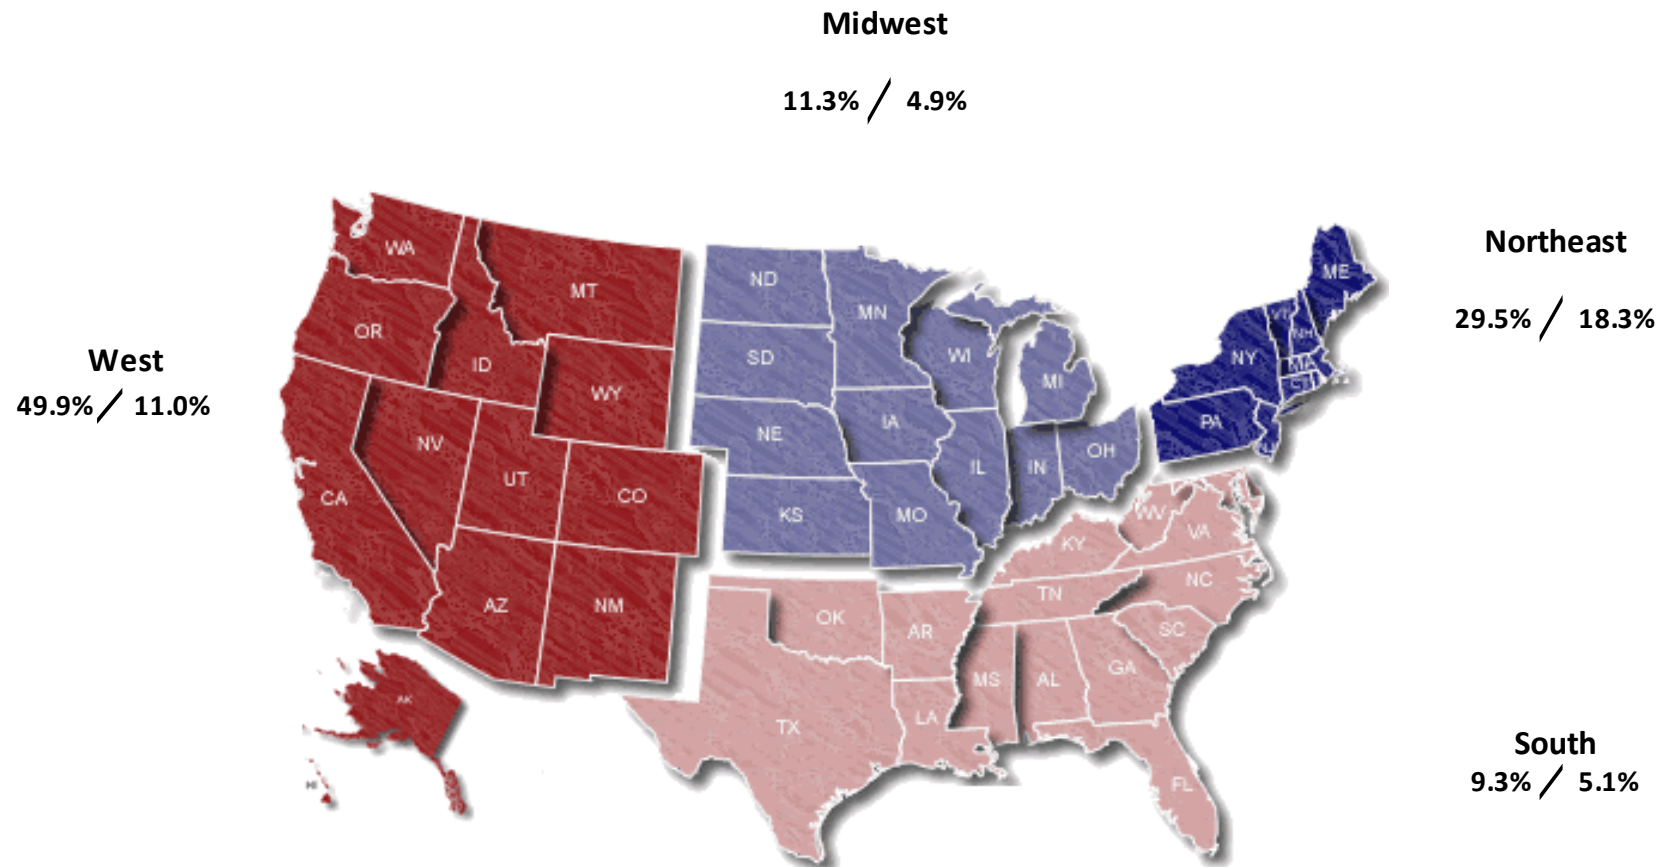 Midwest
11.3% / 4.9%
Northeast
29.5% / 18.3%
West
49.9% / 11.0%
South
9.3% / 5.1%
WA
MT
OR
ID
WY
NV
UT
CA
CO
AZ
NM
AK
HI
ND
MN
SD
WI
MI
NE
IA
IL
IN
OH
KS
MO
ME
VT
NH
NY
MA
CT
PA
NJ
WV
VA
KY
NC
TN
OK
AR
SC
MS
AL
GA
LA
TX
FL